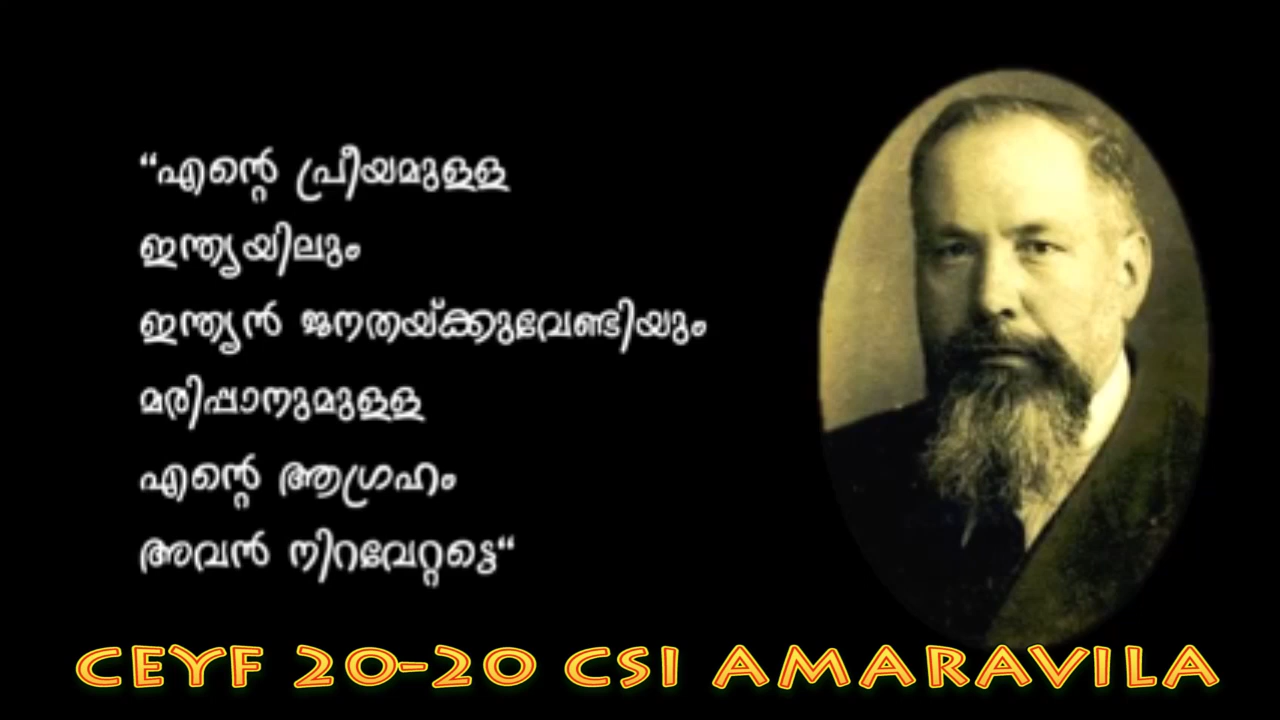 “എന്റെ പ്രീയമുള്ള
ഇന്ത്യയിലും
ഇന്ത്യൻ ജനതയ്ക്കുവേണ്ടിയും
മരിപ്പാനുമുള്ള
എന്റെ ആഗ്രഹം
അവൻ നിറവേറ്റട്ടെ“
CEYF 20-20 CSI AMARAVILA